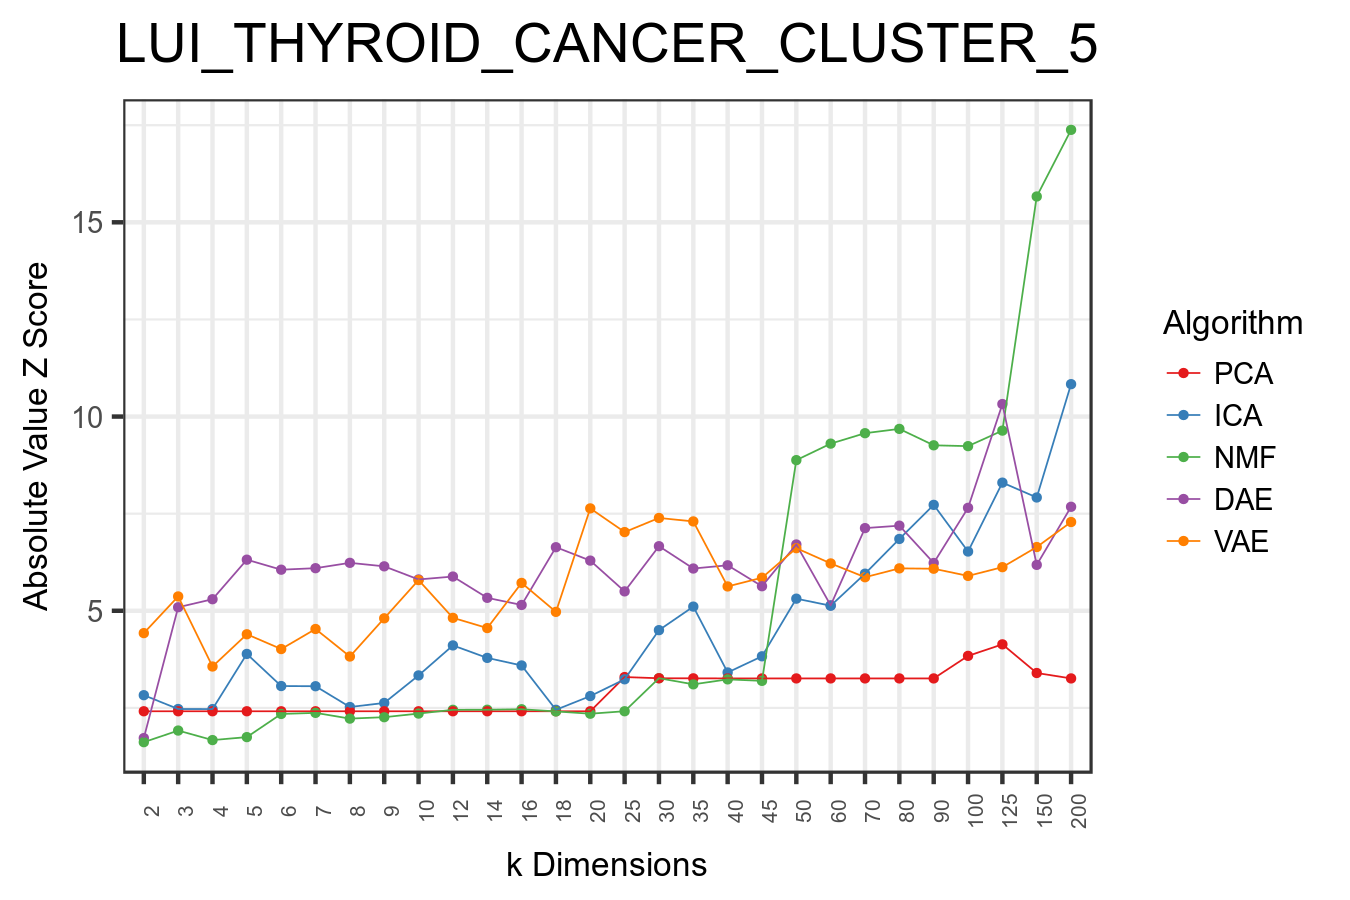 LUI_THYROID_CANCER_CLUSTER_5
Absolute Value Z Score
15
10
5
2 3 4 5 6 7 8 9 10 12 14 16 18 20 25 30 35 40 45 50 60 70 80 90 100 125 150 200
k Dimensions
Algorithm
PCA
ICA
NMF
DAE
VAE